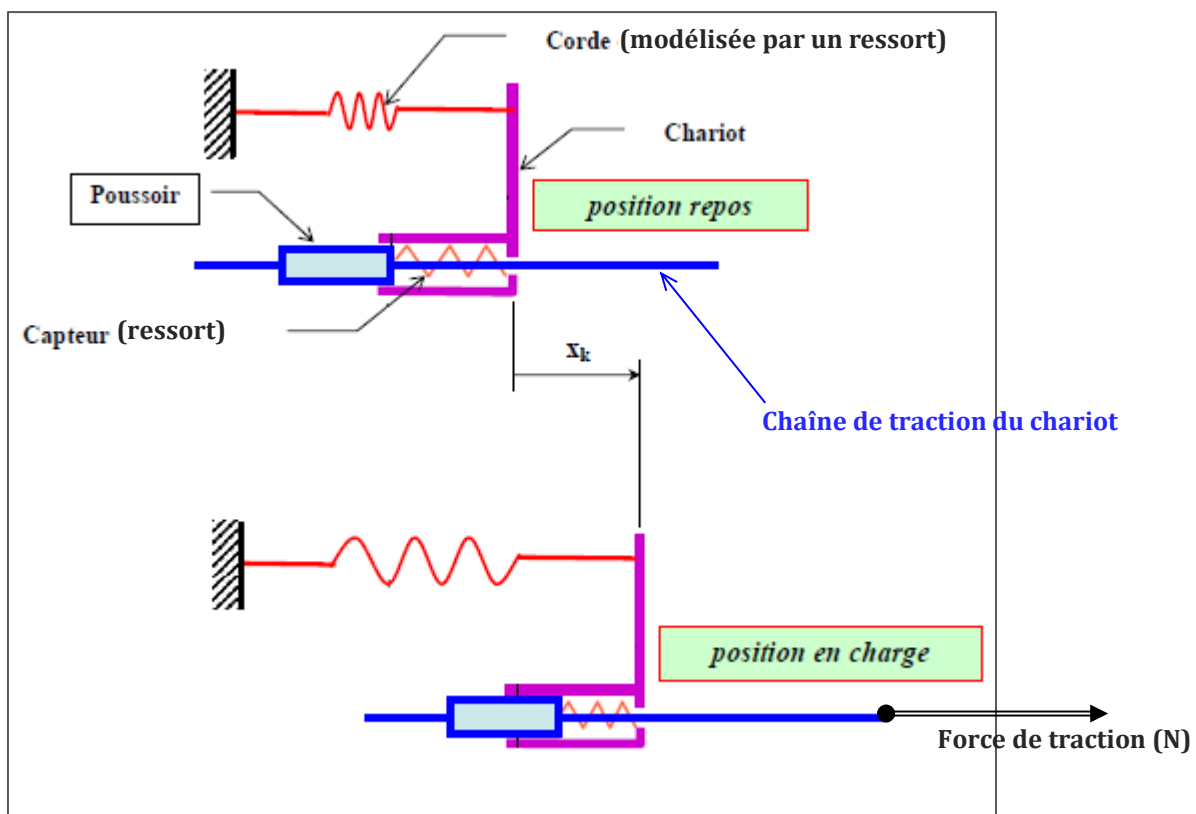 Corde (modélisée par un ressort)
Chariot
Poussoir
position repos
Capteur (ressort)
xk
Chaîne de traction du chariot
position en charge
Force de traction (N)